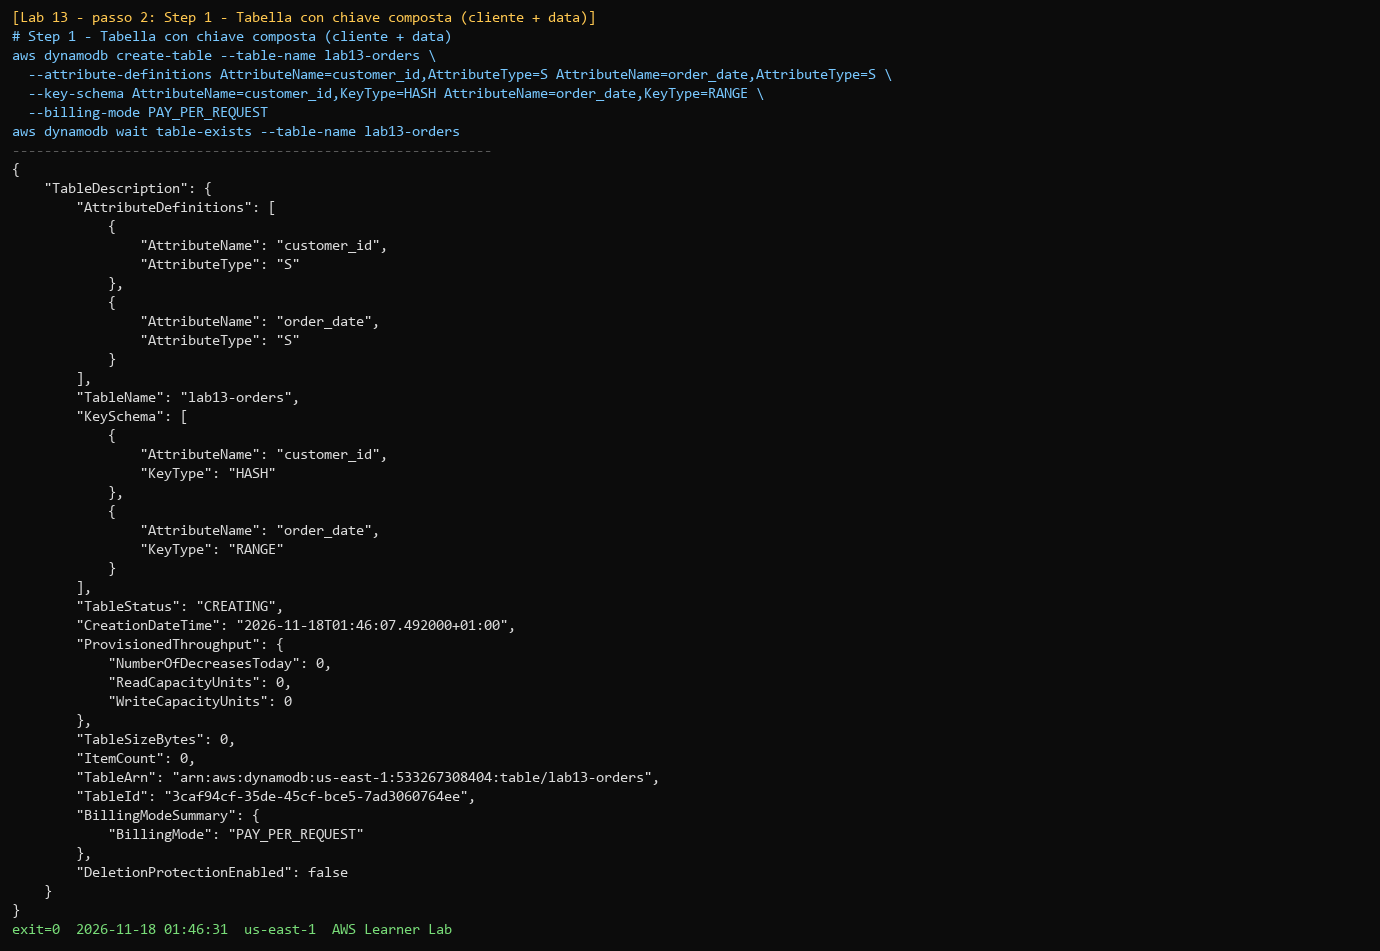 [Lab 13 - passo 2: Step 1 - Tabella con chiave composta (cliente + data)]
# Step 1 - Tabella con chiave composta (cliente + data)
aws dynamodb create-table --table-name lab13-orders \
  --attribute-definitions AttributeName=customer_id,AttributeType=S AttributeName=order_date,AttributeType=S \
  --key-schema AttributeName=customer_id,KeyType=HASH AttributeName=order_date,KeyType=RANGE \
  --billing-mode PAY_PER_REQUEST
aws dynamodb wait table-exists --table-name lab13-orders
------------------------------------------------------------
{
    "TableDescription": {
        "AttributeDefinitions": [
            {
                "AttributeName": "customer_id",
                "AttributeType": "S"
            },
            {
                "AttributeName": "order_date",
                "AttributeType": "S"
            }
        ],
        "TableName": "lab13-orders",
        "KeySchema": [
            {
                "AttributeName": "customer_id",
                "KeyType": "HASH"
            },
            {
                "AttributeName": "order_date",
                "KeyType": "RANGE"
            }
        ],
        "TableStatus": "CREATING",
        "CreationDateTime": "2026-11-18T01:46:07.492000+01:00",
        "ProvisionedThroughput": {
            "NumberOfDecreasesToday": 0,
            "ReadCapacityUnits": 0,
            "WriteCapacityUnits": 0
        },
        "TableSizeBytes": 0,
        "ItemCount": 0,
        "TableArn": "arn:aws:dynamodb:us-east-1:533267308404:table/lab13-orders",
        "TableId": "3caf94cf-35de-45cf-bce5-7ad3060764ee",
        "BillingModeSummary": {
            "BillingMode": "PAY_PER_REQUEST"
        },
        "DeletionProtectionEnabled": false
    }
}
exit=0  2026-11-18 01:46:31  us-east-1  AWS Learner Lab